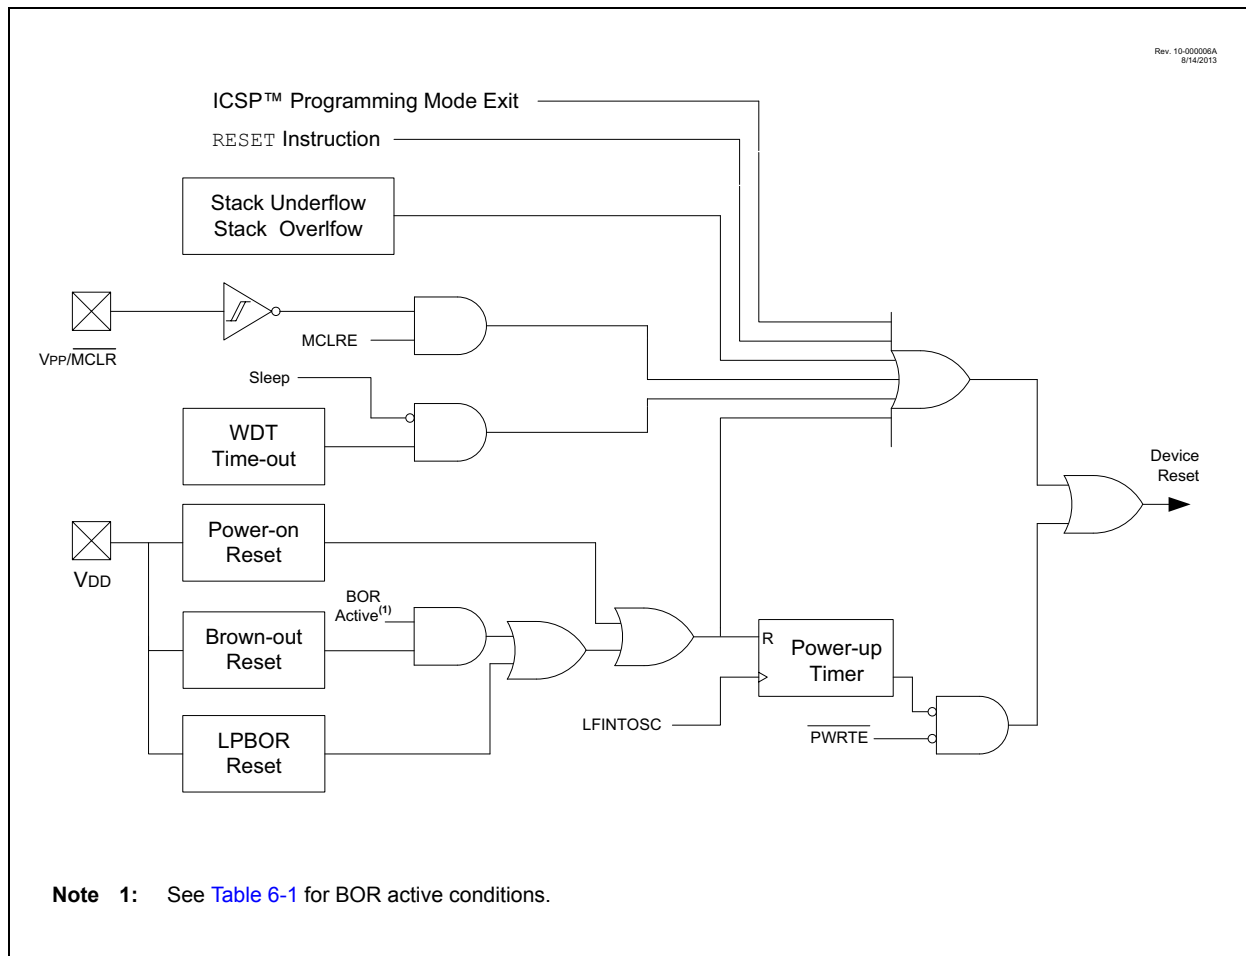 Rev. 10-000006A
8/14/2013
ICSP™ Programming Mode Exit
RESET Instruction
Stack Underflow
Stack Overlfow
VPP/MCLR
MCLRE
Sleep
WDT
Time-out
Device
Reset
VDD
Power-on
Reset
BOR
Active(1)
Brown-out
Reset
R
Power-up
Timer
LFINTOSC
PWRTE
LPBOR
Reset
Note 1: See Table 6-1 for BOR active conditions.